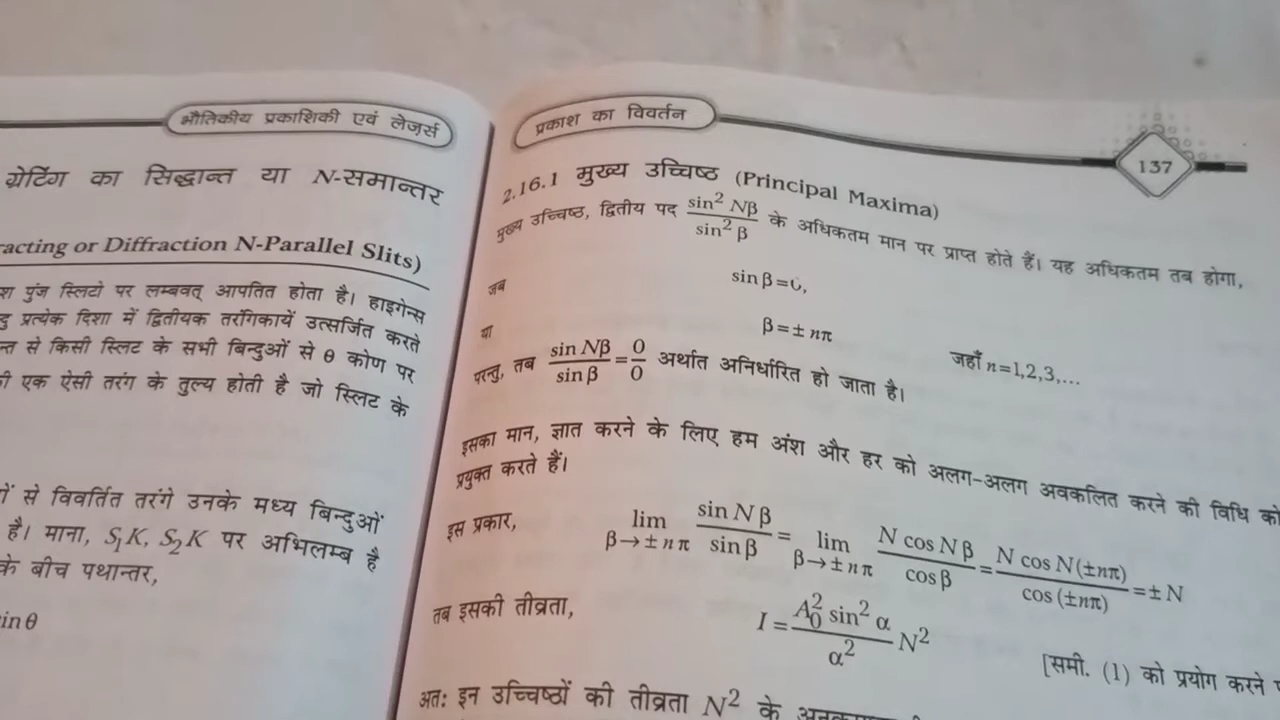 भौतिकीय प्रकाशिकी एवं लेज़र्स
ग्रेटिंग का सिद्धान्त या N-समान्तर
acting or Diffraction N-Parallel Slits)
पुंज स्लिटो पर लम्बवत् आपतित होता है। हाइगेन्स
प्रत्येक दिशा में द्वितीयक तरंगिकायें उत्सर्जित करते
से किसी स्लिट के सभी बिन्दुओं से θ कोण पर
एक ऐसी तरंग के तुल्य होती है जो स्लिट के
से विवर्तित तरंगे उनके मध्य बिन्दुओं
है। माना, S₁K, S₂K पर अभिलम्ब है
के बीच पथान्तर,
in θ
प्रकाश का विवर्तन
137
2.16.1 मुख्य उच्चिष्ठ (Principal Maxima)
मुख्य उच्चिष्ठ, द्वितीय पद sin² Nβ / sin² β के अधिकतम मान पर प्राप्त होते हैं। यह अधिकतम तब होगा,
जब sin β = 0,
या β = ± nπ जहाँ n = 1,2,3,...
परन्तु, तब sin Nβ / sin β = 0/0 अर्थात अनिर्धारित हो जाता है।
इसका मान, ज्ञात करने के लिए हम अंश और हर को अलग-अलग अवकलित करने की विधि को
प्रयुक्त करते हैं।
इस प्रकार, lim β→± nπ sin Nβ / sin β = lim β→± nπ N cos Nβ / cos β = N cos N(±nπ) / cos (±nπ) = ± N
तब इसकी तीव्रता, I = A₀² sin² α / α² N²
[समी. (1) को प्रयोग करने
अतः इन उच्चिष्ठों की तीव्रता N² के